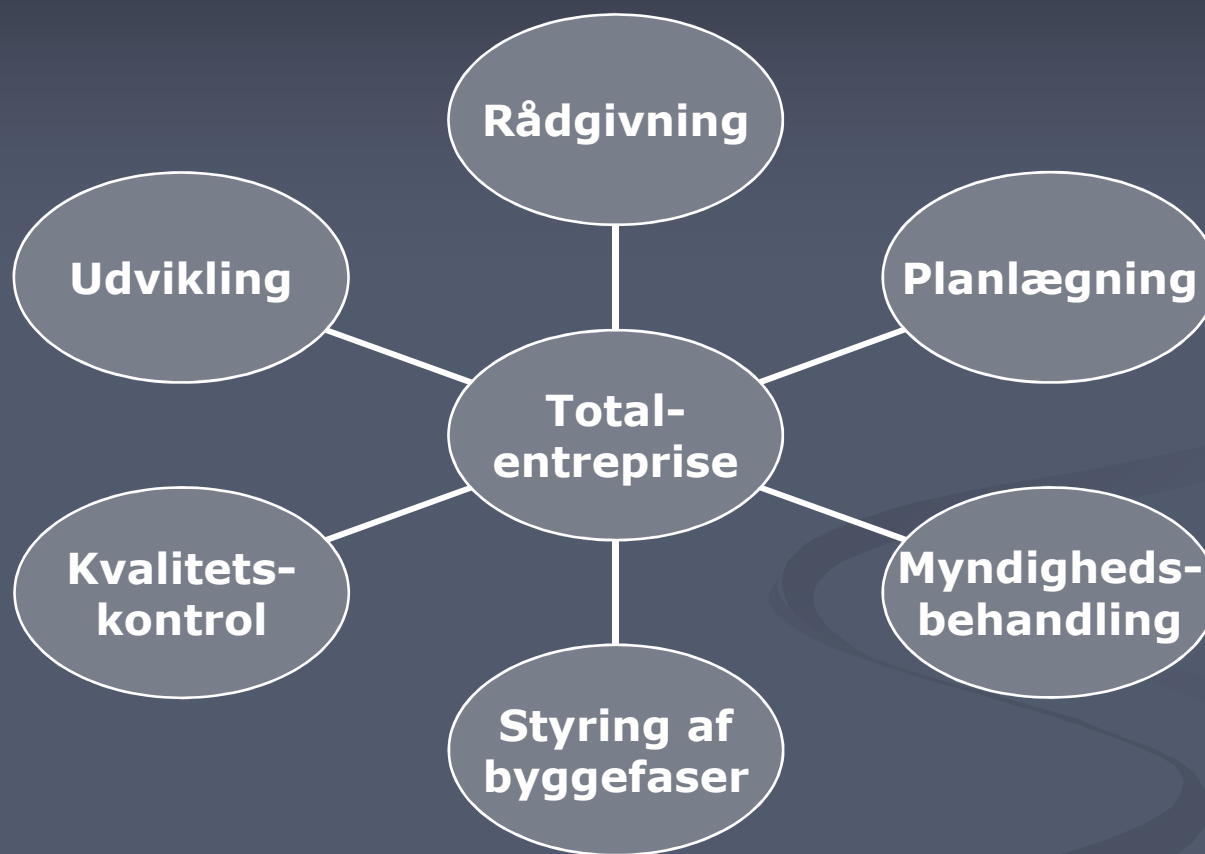 Rådgivning
Udvikling
Planlægning
Total-
entreprise
Kvalitets-
kontrol
Myndigheds-
behandling
Styring af
byggefaser